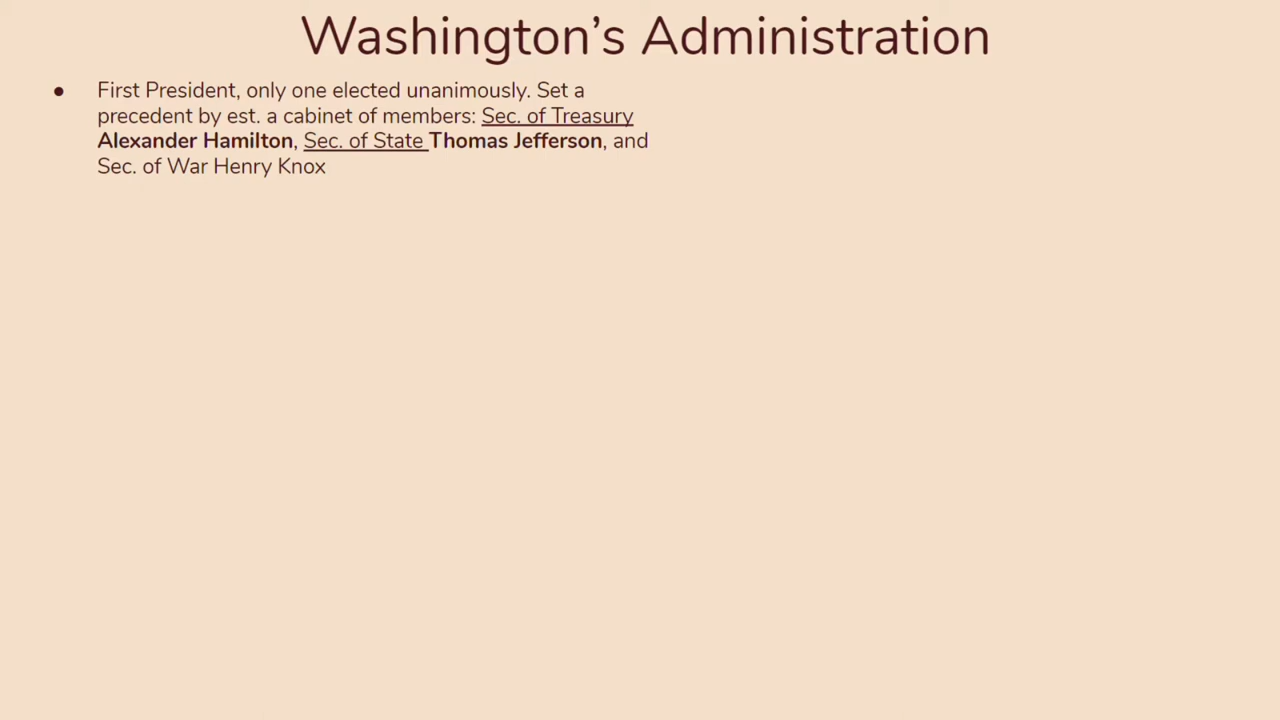 Washington’s Administration
● First President, only one elected unanimously. Set a
precedent by est. a cabinet of members: Sec. of Treasury
Alexander Hamilton, Sec. of State Thomas Jefferson, and
Sec. of War Henry Knox